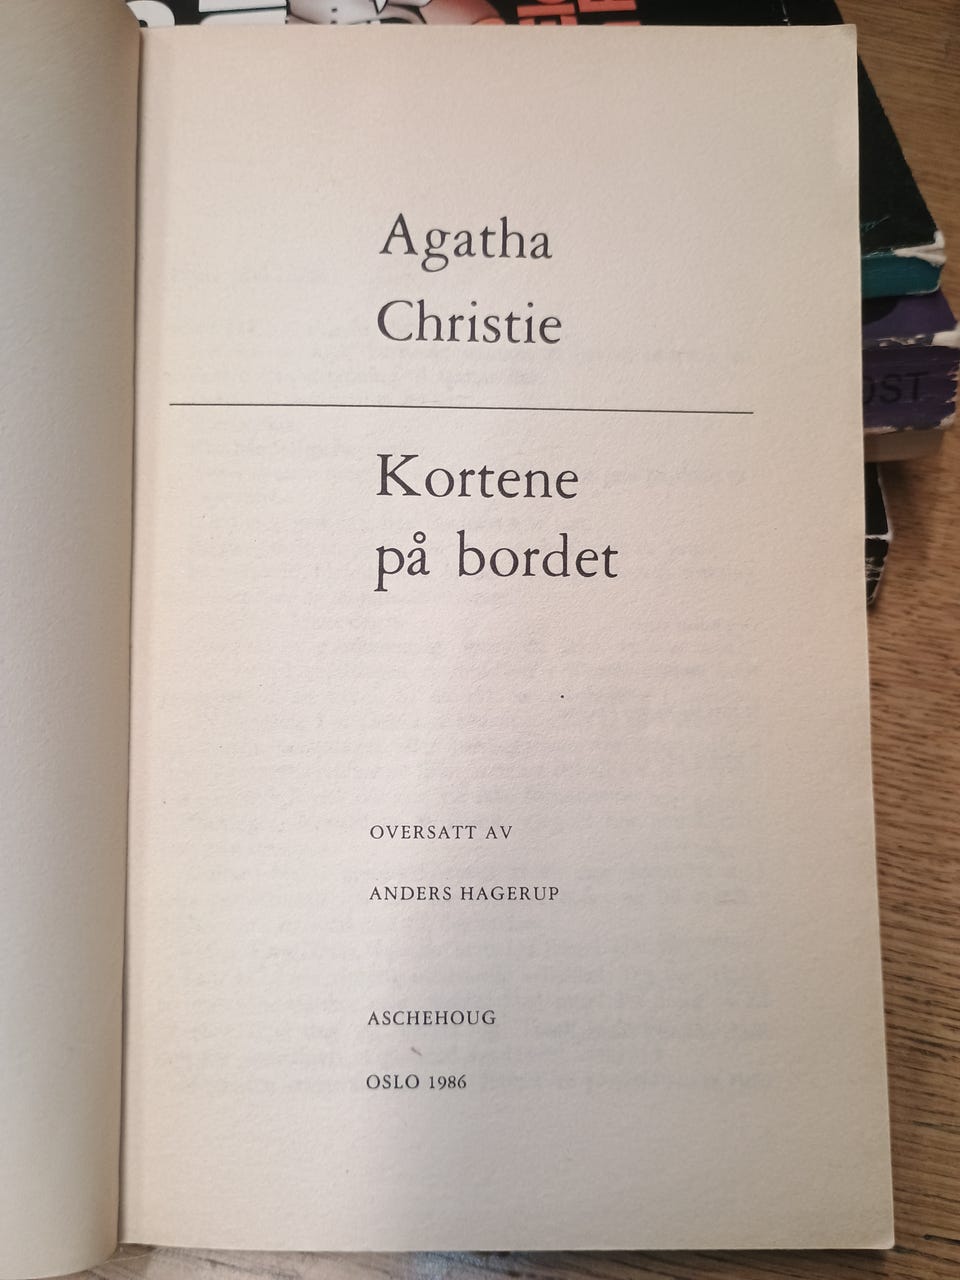 Agatha
Christie
Kortene
på bordet
OVERSATT AV
ANDERS HAGERUP
ASCHEHOUG
OSLO 1986